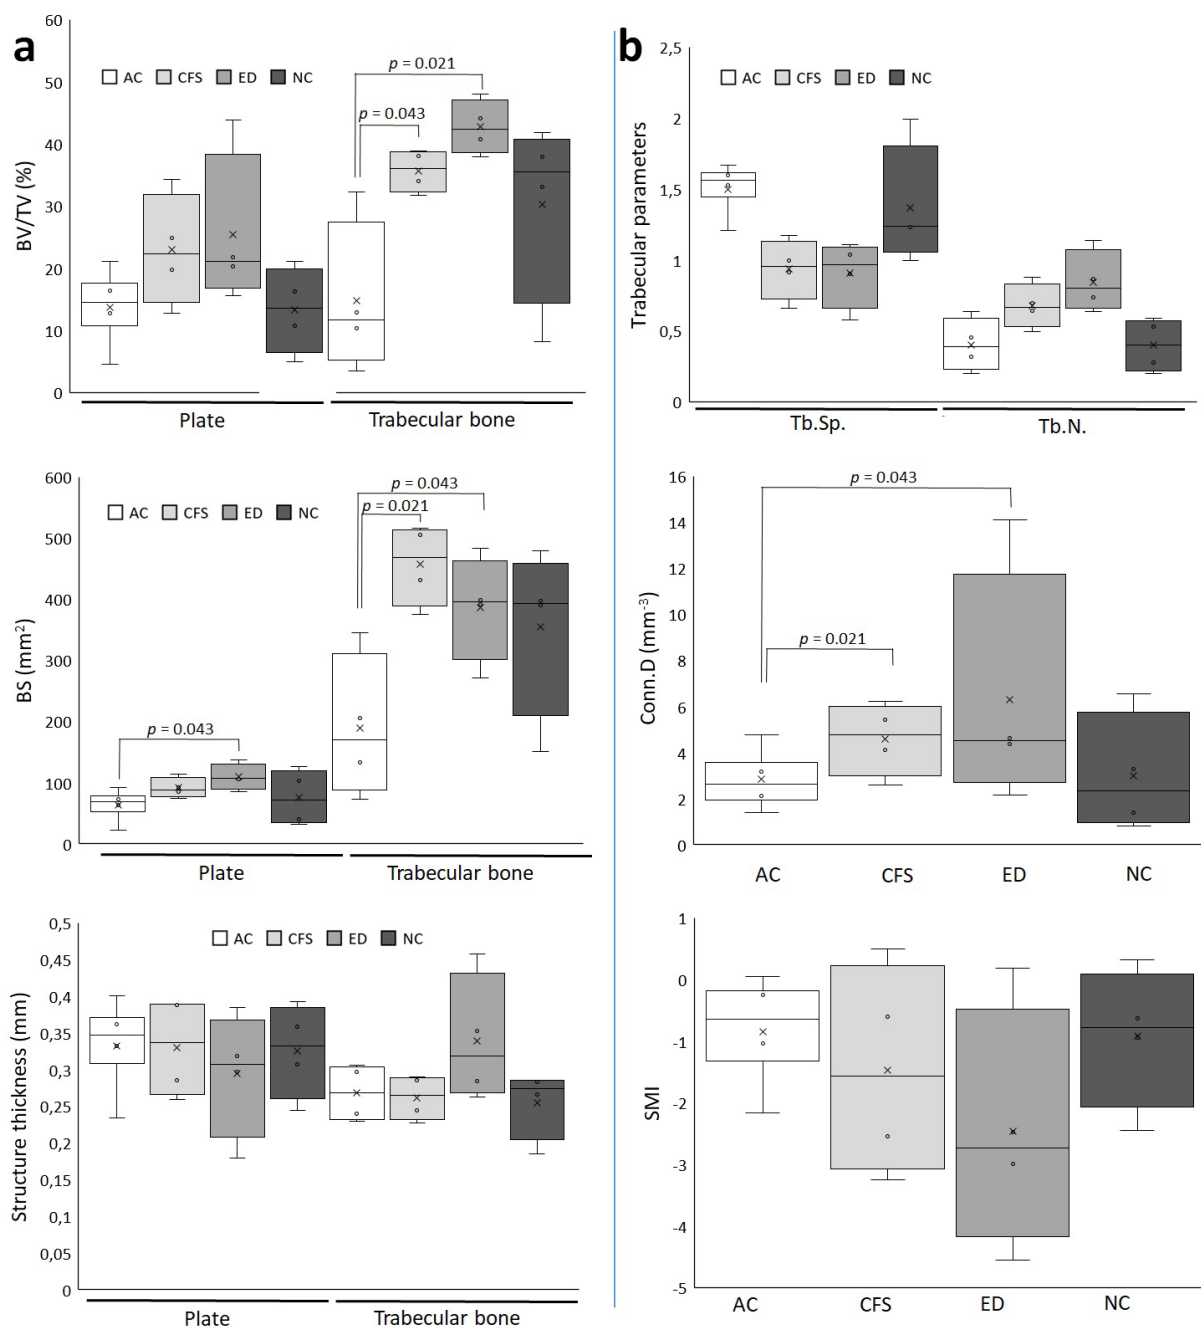 a
60
50
40
30
20
10
0
BV/TV (%)
AC CFS ED NC
p = 0.021
p = 0.043
Plate Trabecular bone
600
500
400
300
200
100
0
BS (mm²)
AC CFS ED NC
p = 0.043
p = 0.021
p = 0.043
Plate Trabecular bone
0,5
0,45
0,4
0,35
0,3
0,25
0,2
0,15
0,1
0,05
0
Structure thickness (mm)
AC CFS ED NC
Plate Trabecular bone
b
2,5
2
1,5
1
0,5
0
Trabecular parameters
AC CFS ED NC
Tb.Sp. Tb.N.
16
14
12
10
8
6
4
2
0
Conn.D (mm⁻³)
p = 0.043
p = 0.021
AC CFS ED NC
1
0
-1
-2
-3
-4
-5
SMI
AC CFS ED NC